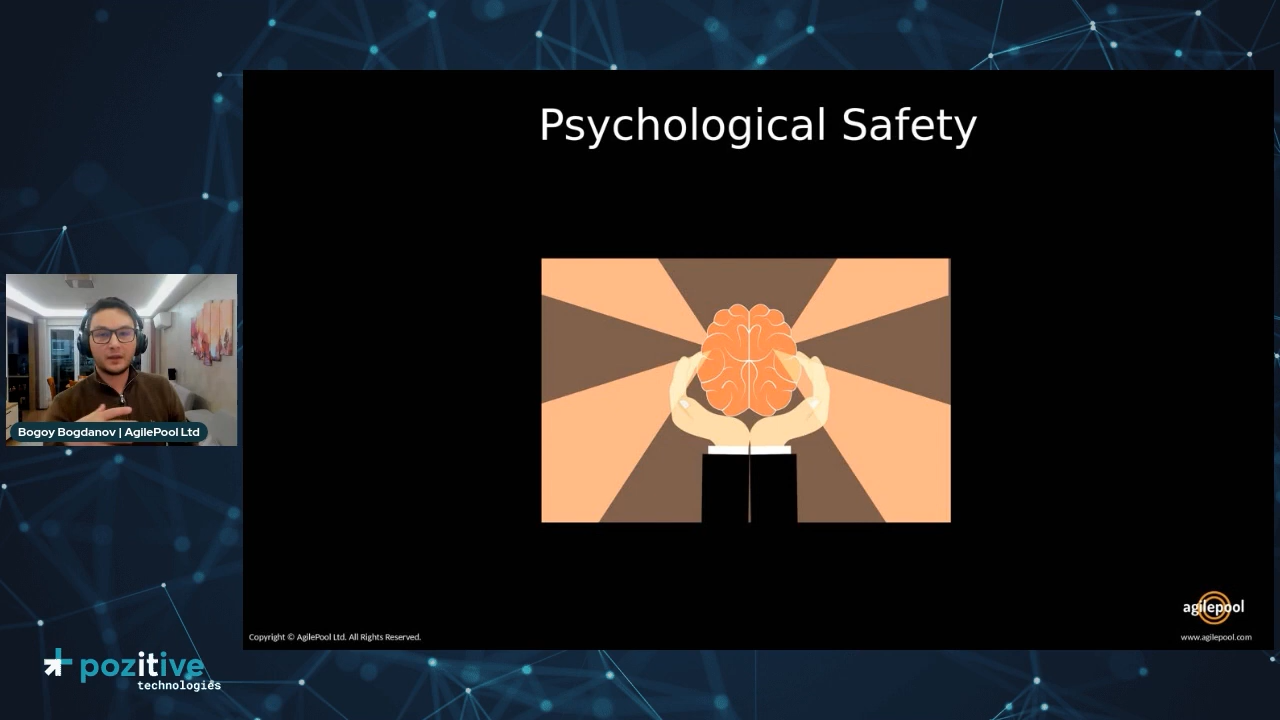 Psychological Safety
Bogoy Bogdanov | AgilePool Ltd
agilepool
Copyright © AgilePool Ltd. All Rights Reserved.
www.agilepool.com
pozitive
technologies